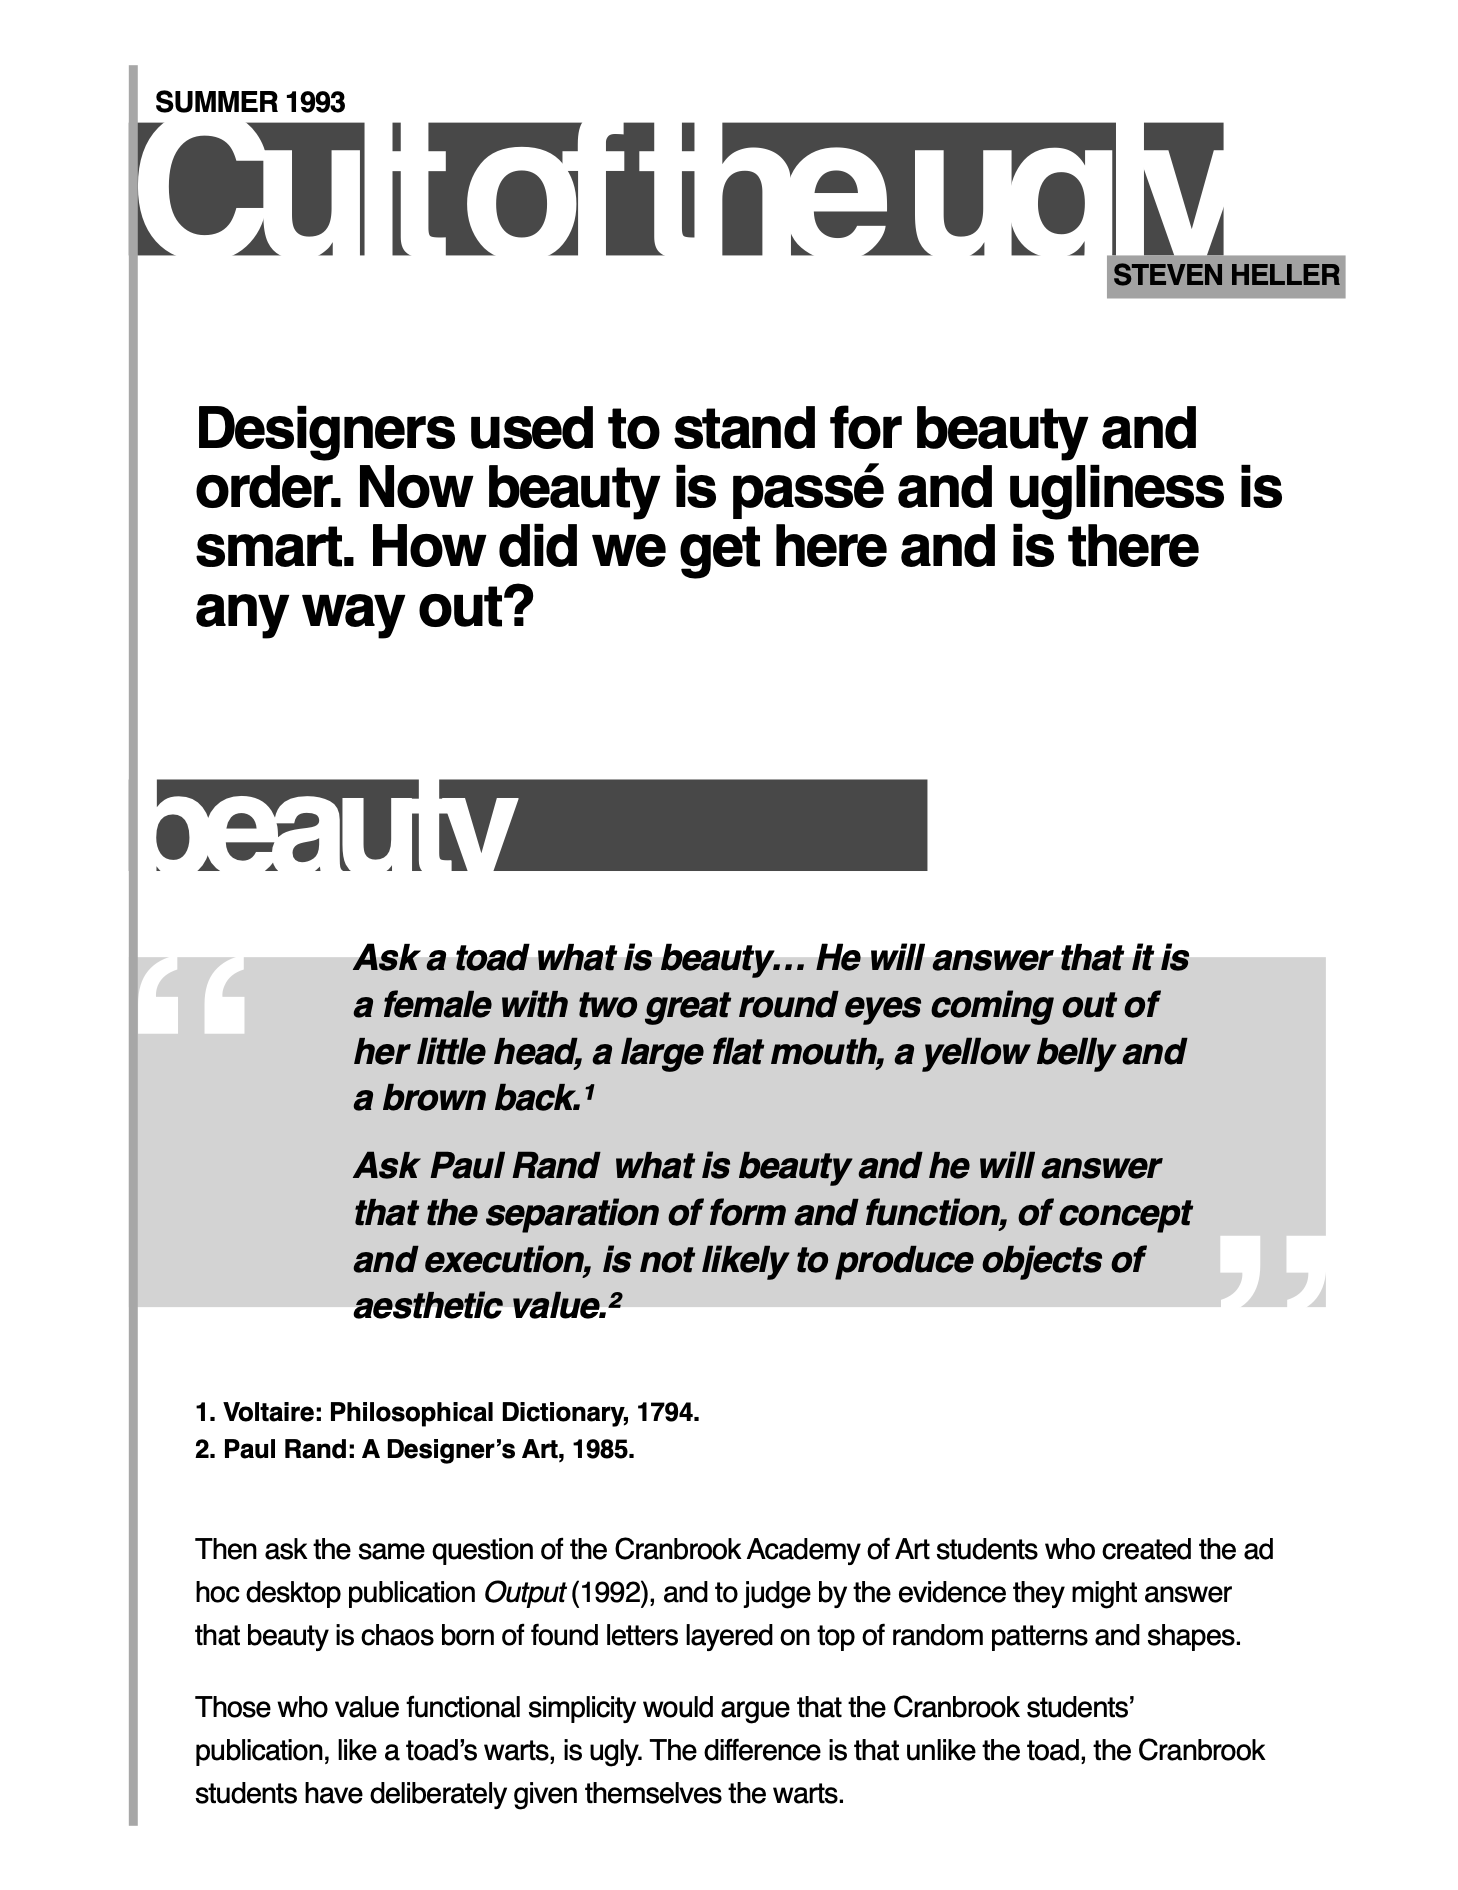 SUMMER 1993
Cult of the ugly
STEVEN HELLER
Designers used to stand for beauty and
order. Now beauty is passé and ugliness is
smart. How did we get here and is there
any way out?
beauty
“
Ask a toad what is beauty… He will answer that it is
a female with two great round eyes coming out of
her little head, a large flat mouth, a yellow belly and
a brown back.¹
Ask Paul Rand what is beauty and he will answer
that the separation of form and function, of concept
and execution, is not likely to produce objects of
aesthetic value.²
”
1. Voltaire: Philosophical Dictionary, 1794.
2. Paul Rand: A Designer’s Art, 1985.
Then ask the same question of the Cranbrook Academy of Art students who created the ad
hoc desktop publication Output (1992), and to judge by the evidence they might answer
that beauty is chaos born of found letters layered on top of random patterns and shapes.
Those who value functional simplicity would argue that the Cranbrook students’
publication, like a toad’s warts, is ugly. The difference is that unlike the toad, the Cranbrook
students have deliberately given themselves the warts.